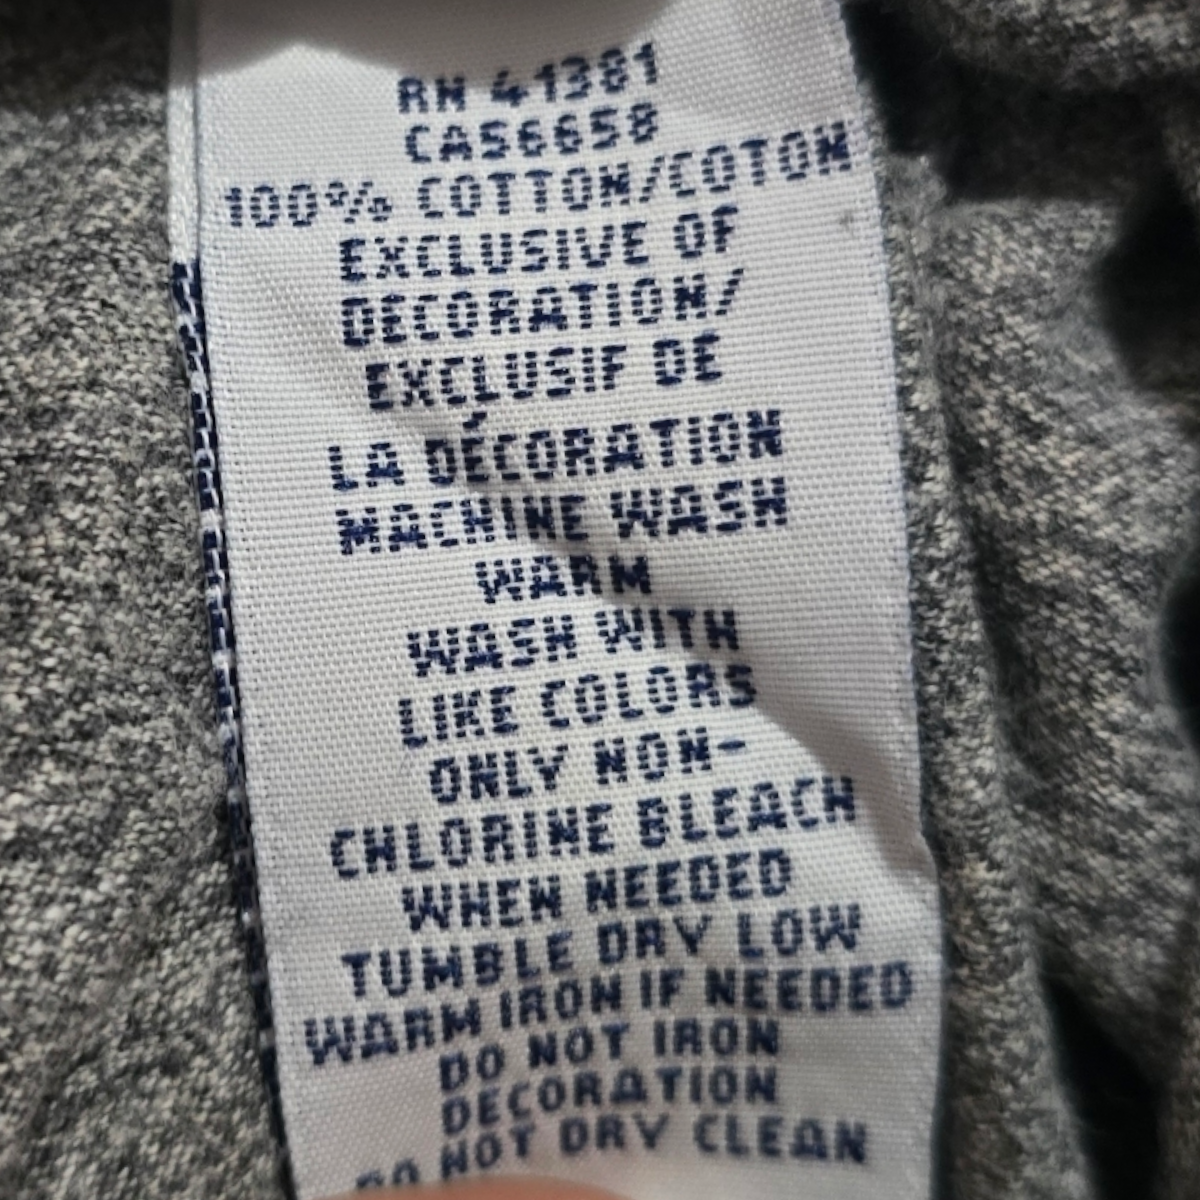 RN 41381
CA56658
100% COTTON/COTON
EXCLUSIVE OF
DECORATION/
EXCLUSIF DE
LA DÉCORATION
MACHINE WASH
WARM
WASH WITH
LIKE COLORS
ONLY NON-
CHLORINE BLEACH
WHEN NEEDED
TUMBLE DRY LOW
WARM IRON IF NEEDED
DO NOT IRON
DECORATION
DO NOT DRY CLEAN